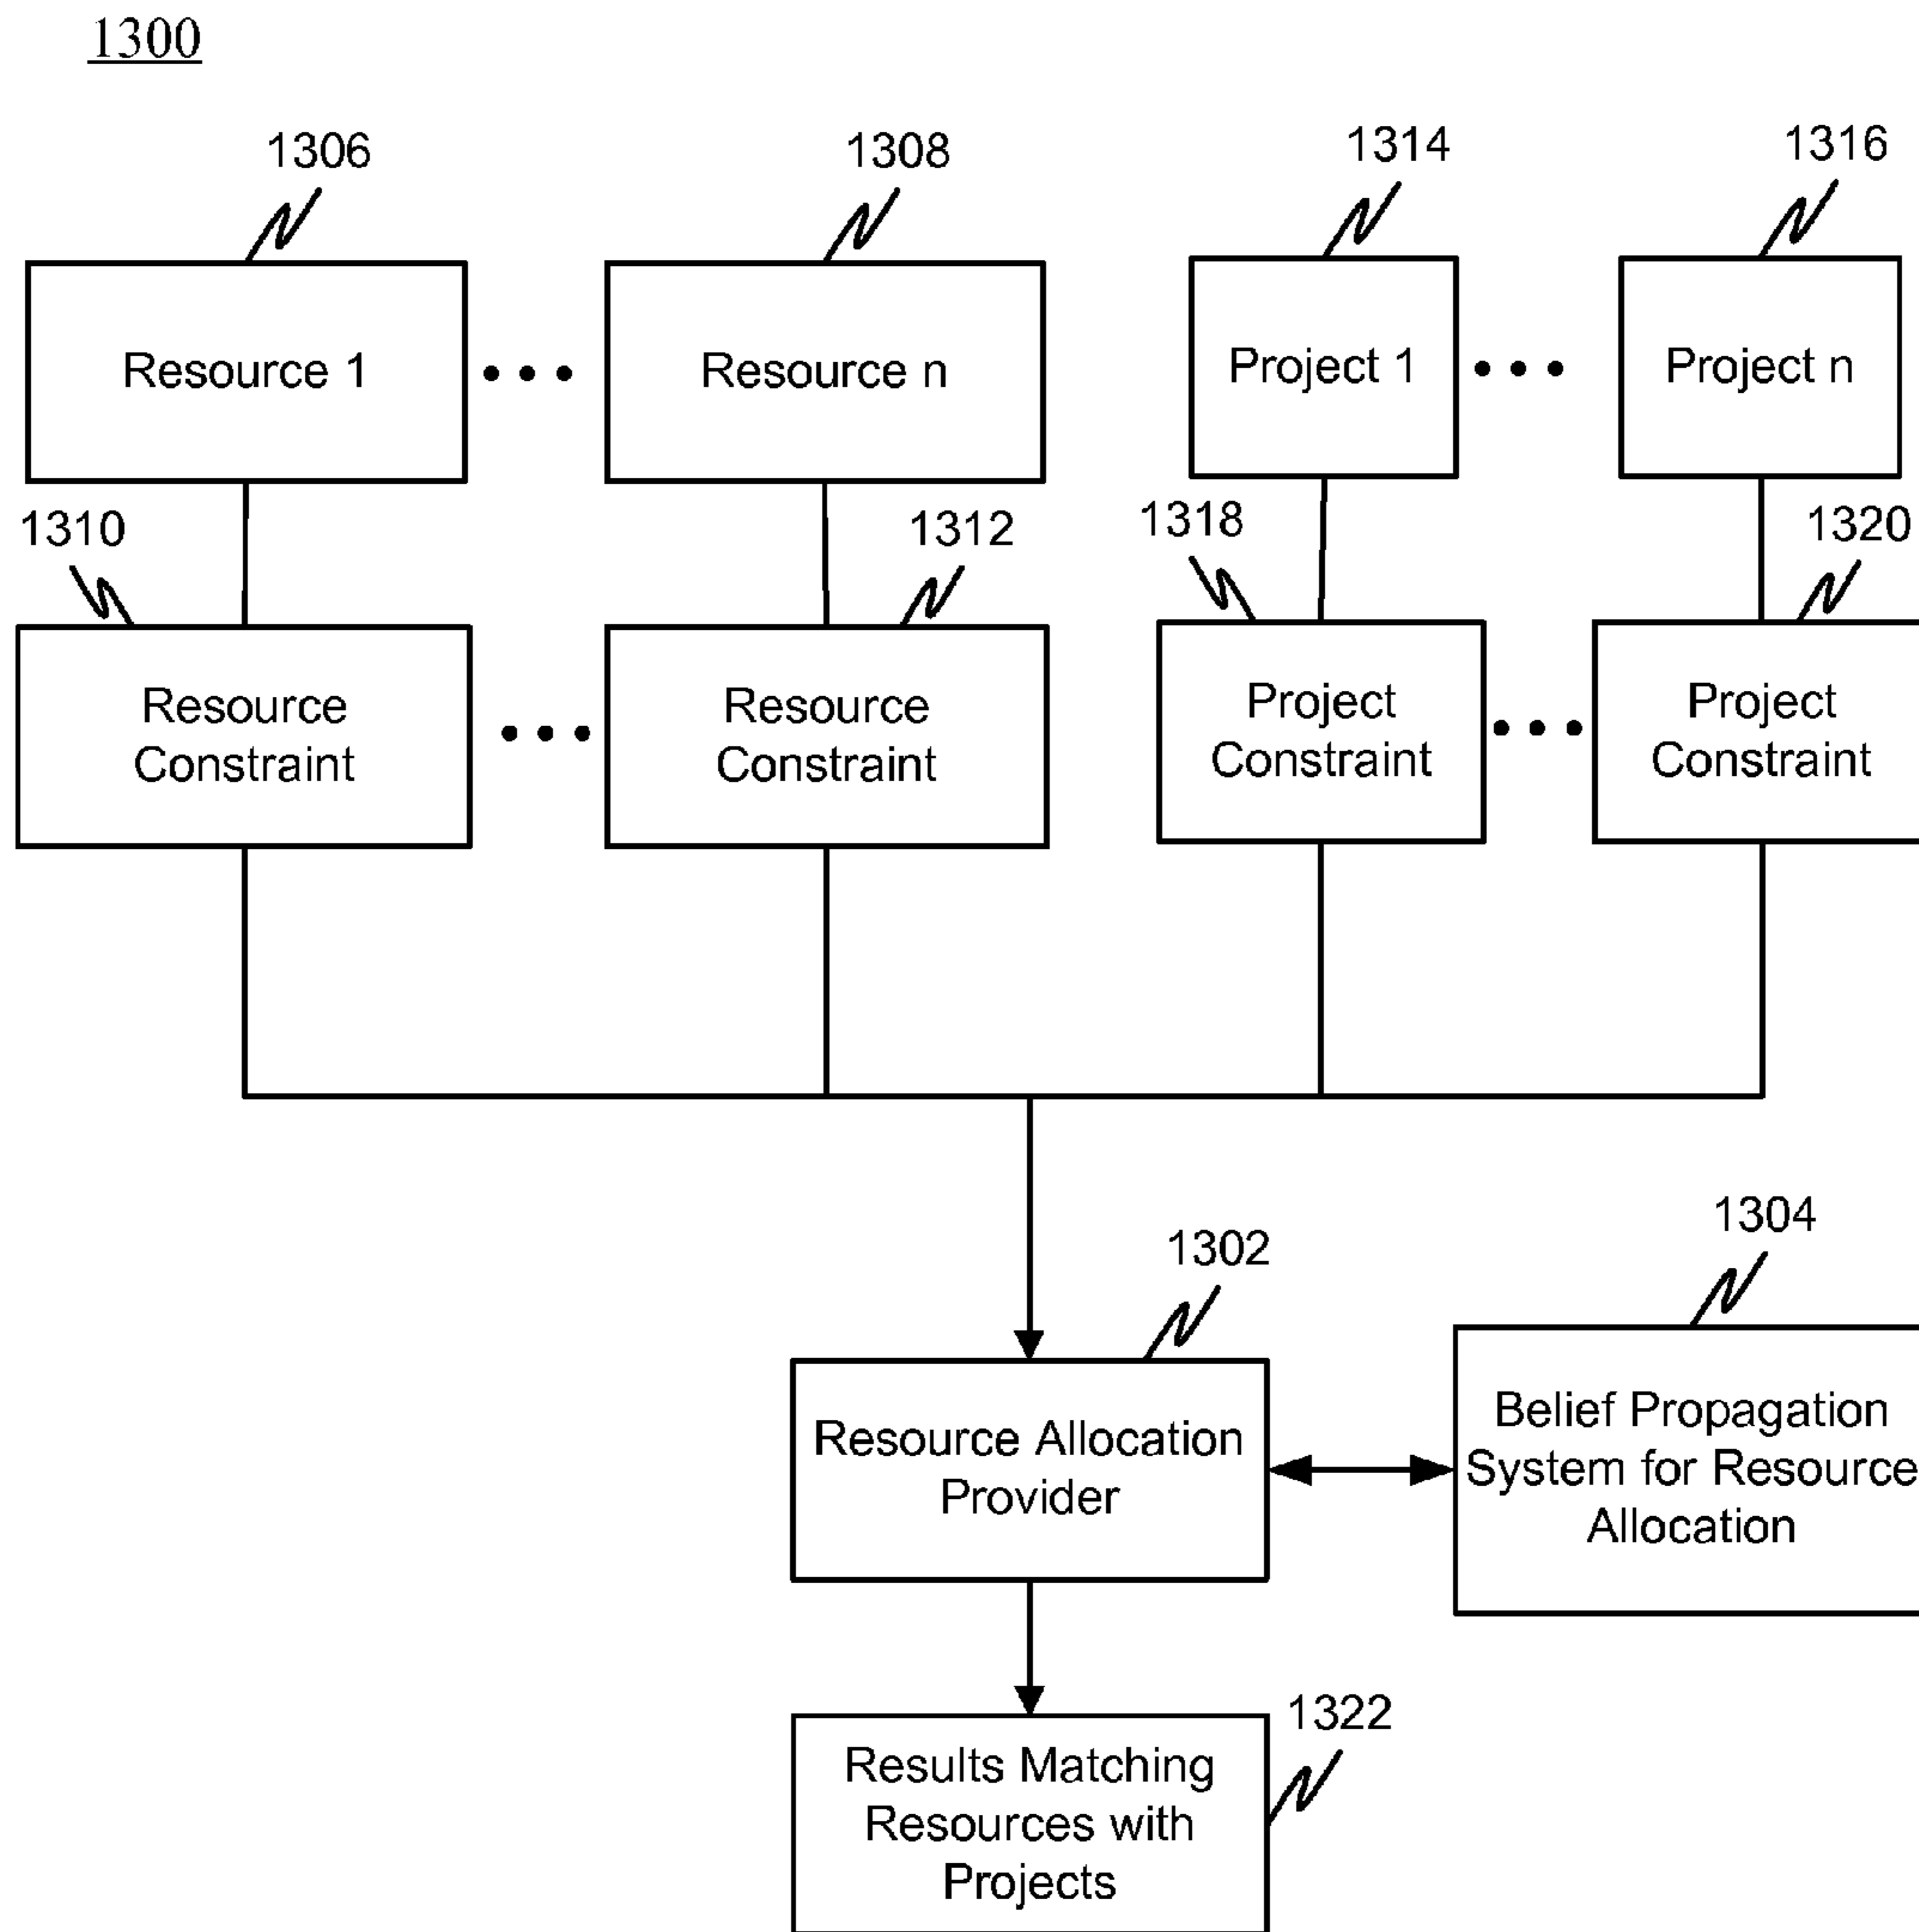 1300
1306
1308
1314
1316
Resource 1
Resource n
Project 1
Project n
1310
1312
1318
1320
Resource
Constraint
Resource
Constraint
Project
Constraint
Project
Constraint
1302
1304
Resource Allocation
Provider
Belief Propagation
System for Resource
Allocation
1322
Results Matching
Resources with
Projects